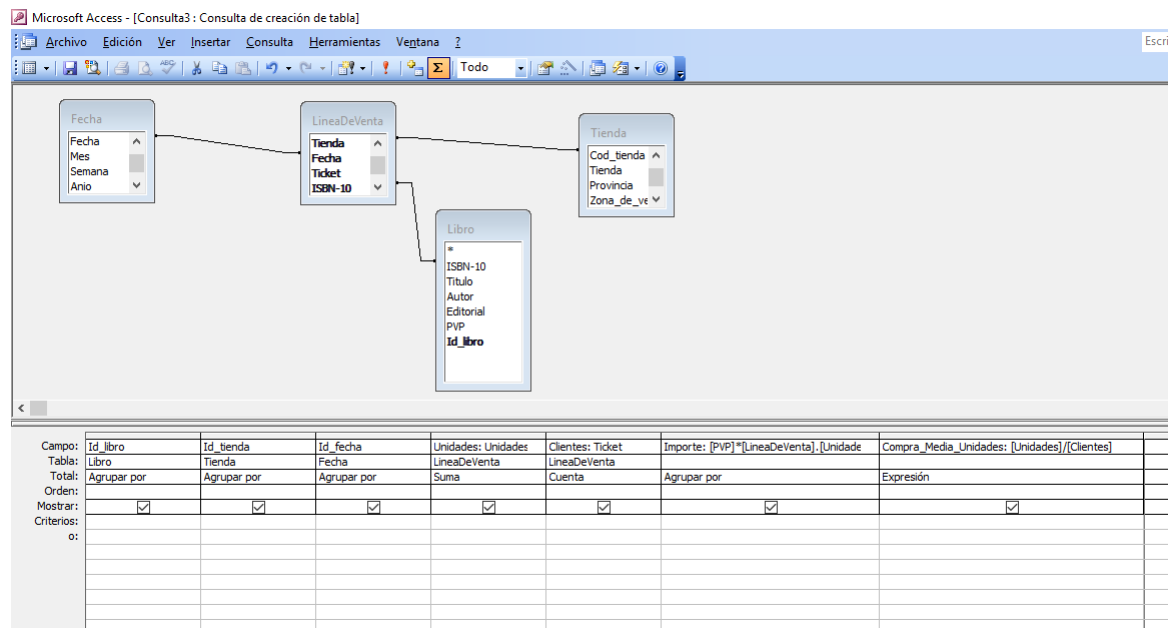 Microsoft Access - [Consulta3 : Consulta de creación de tabla]
Archivo Edición Ver Insertar Consulta Herramientas Ventana ?
Escri
Σ Todo
Fecha
Fecha
Mes
Semana
Anio
LineaDeVenta
Tienda
Fecha
Ticket
ISBN-10
Tienda
Cod_tienda
Tienda
Provincia
Zona_de_ve
Libro
*
ISBN-10
Titulo
Autor
Editorial
PVP
Id_libro
Campo: Id_libro Id_tienda Id_fecha Unidades: Unidades Clientes: Ticket Importe: [PVP]*[LineaDeVenta].[Unidade Compra_Media_Unidades: [Unidades]/[Clientes]
Tabla: Libro Tienda Fecha LineaDeVenta LineaDeVenta
Total: Agrupar por Agrupar por Agrupar por Suma Cuenta Agrupar por Expresión
Orden:
Mostrar:
Criterios:
o: